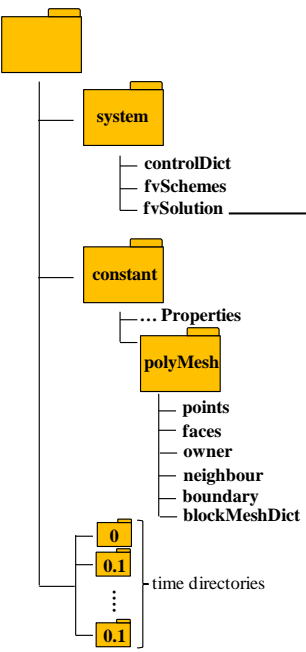 system
controlDict
fvSchemes
fvSolution
constant
... Properties
polyMesh
points
faces
owner
neighbour
boundary
blockMeshDict
0
0.1
time directories
0.1